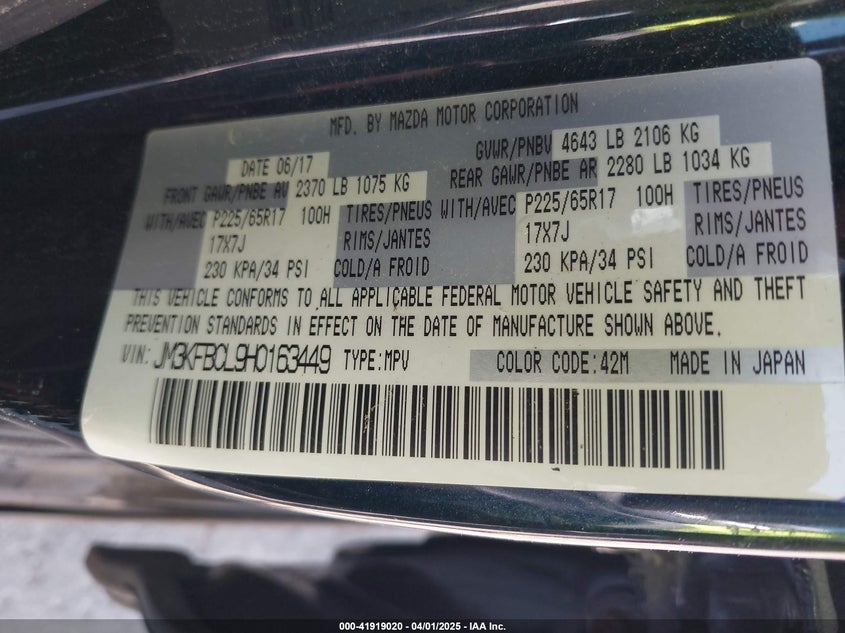 MFD. BY MAZDA MOTOR CORPORATION
DATE 06/17 GVWR/PNBV 4643 LB 2106 KG
FRONT GAWR/PNBE AV 2370 LB 1075 KG REAR GAWR/PNBE AR 2280 LB 1034 KG
WITH/AVEC P225/65R17 100H TIRES/PNEUS WITH/AVEC P225/65R17 100H TIRES/PNEUS
17X7J RIMS/JANTES 17X7J RIMS/JANTES
230 KPA/34 PSI COLD/A FROID 230 KPA/34 PSI COLD/A FROID
THIS VEHICLE CONFORMS TO ALL APPLICABLE FEDERAL MOTOR VEHICLE SAFETY AND THEFT
PREVENTION STANDARDS IN EFFECT ON THE DATE OF MANUFACTURE SHOWN ABOVE.
VIN: JM3KFBCL9H0163449 TYPE:MPV COLOR CODE:42M MADE IN JAPAN
000-41919020 - 04/01/2025 - IAA Inc.